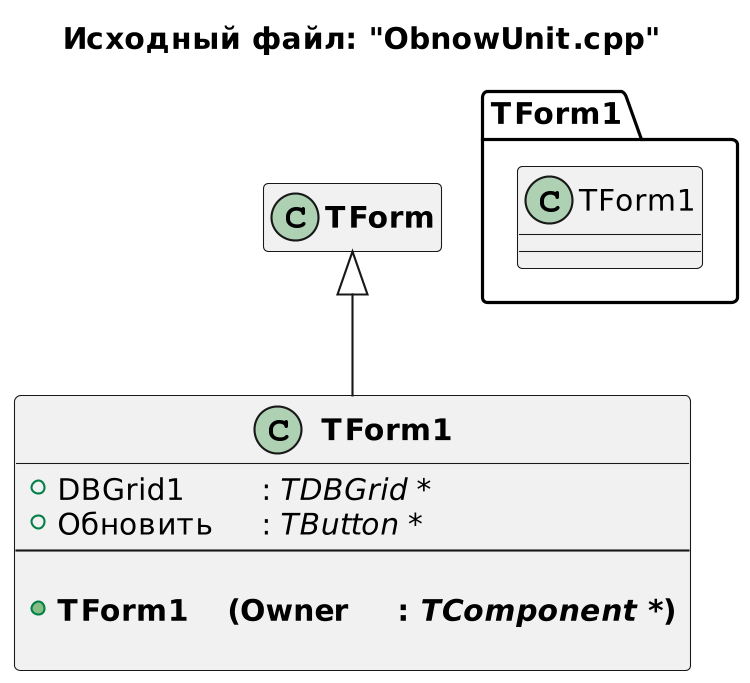 Исходный файл: "ObnowUnit.cpp"
TForm1
C TForm1
C TForm
C TForm1
DBGrid1 : TDBGrid *
Обновить : TButton *
TForm1 (Owner : TComponent *)